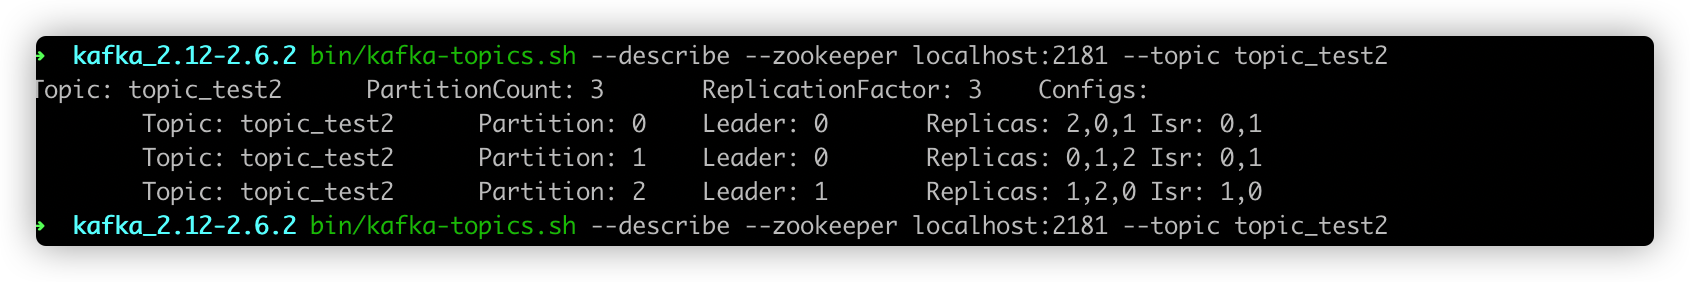 ➜ kafka_2.12-2.6.2 bin/kafka-topics.sh --describe --zookeeper localhost:2181 --topic topic_test2
Topic: topic_test2 PartitionCount: 3 ReplicationFactor: 3 Configs:
Topic: topic_test2 Partition: 0 Leader: 0 Replicas: 2,0,1 Isr: 0,1
Topic: topic_test2 Partition: 1 Leader: 0 Replicas: 0,1,2 Isr: 0,1
Topic: topic_test2 Partition: 2 Leader: 1 Replicas: 1,2,0 Isr: 1,0
➜ kafka_2.12-2.6.2 bin/kafka-topics.sh --describe --zookeeper localhost:2181 --topic topic_test2